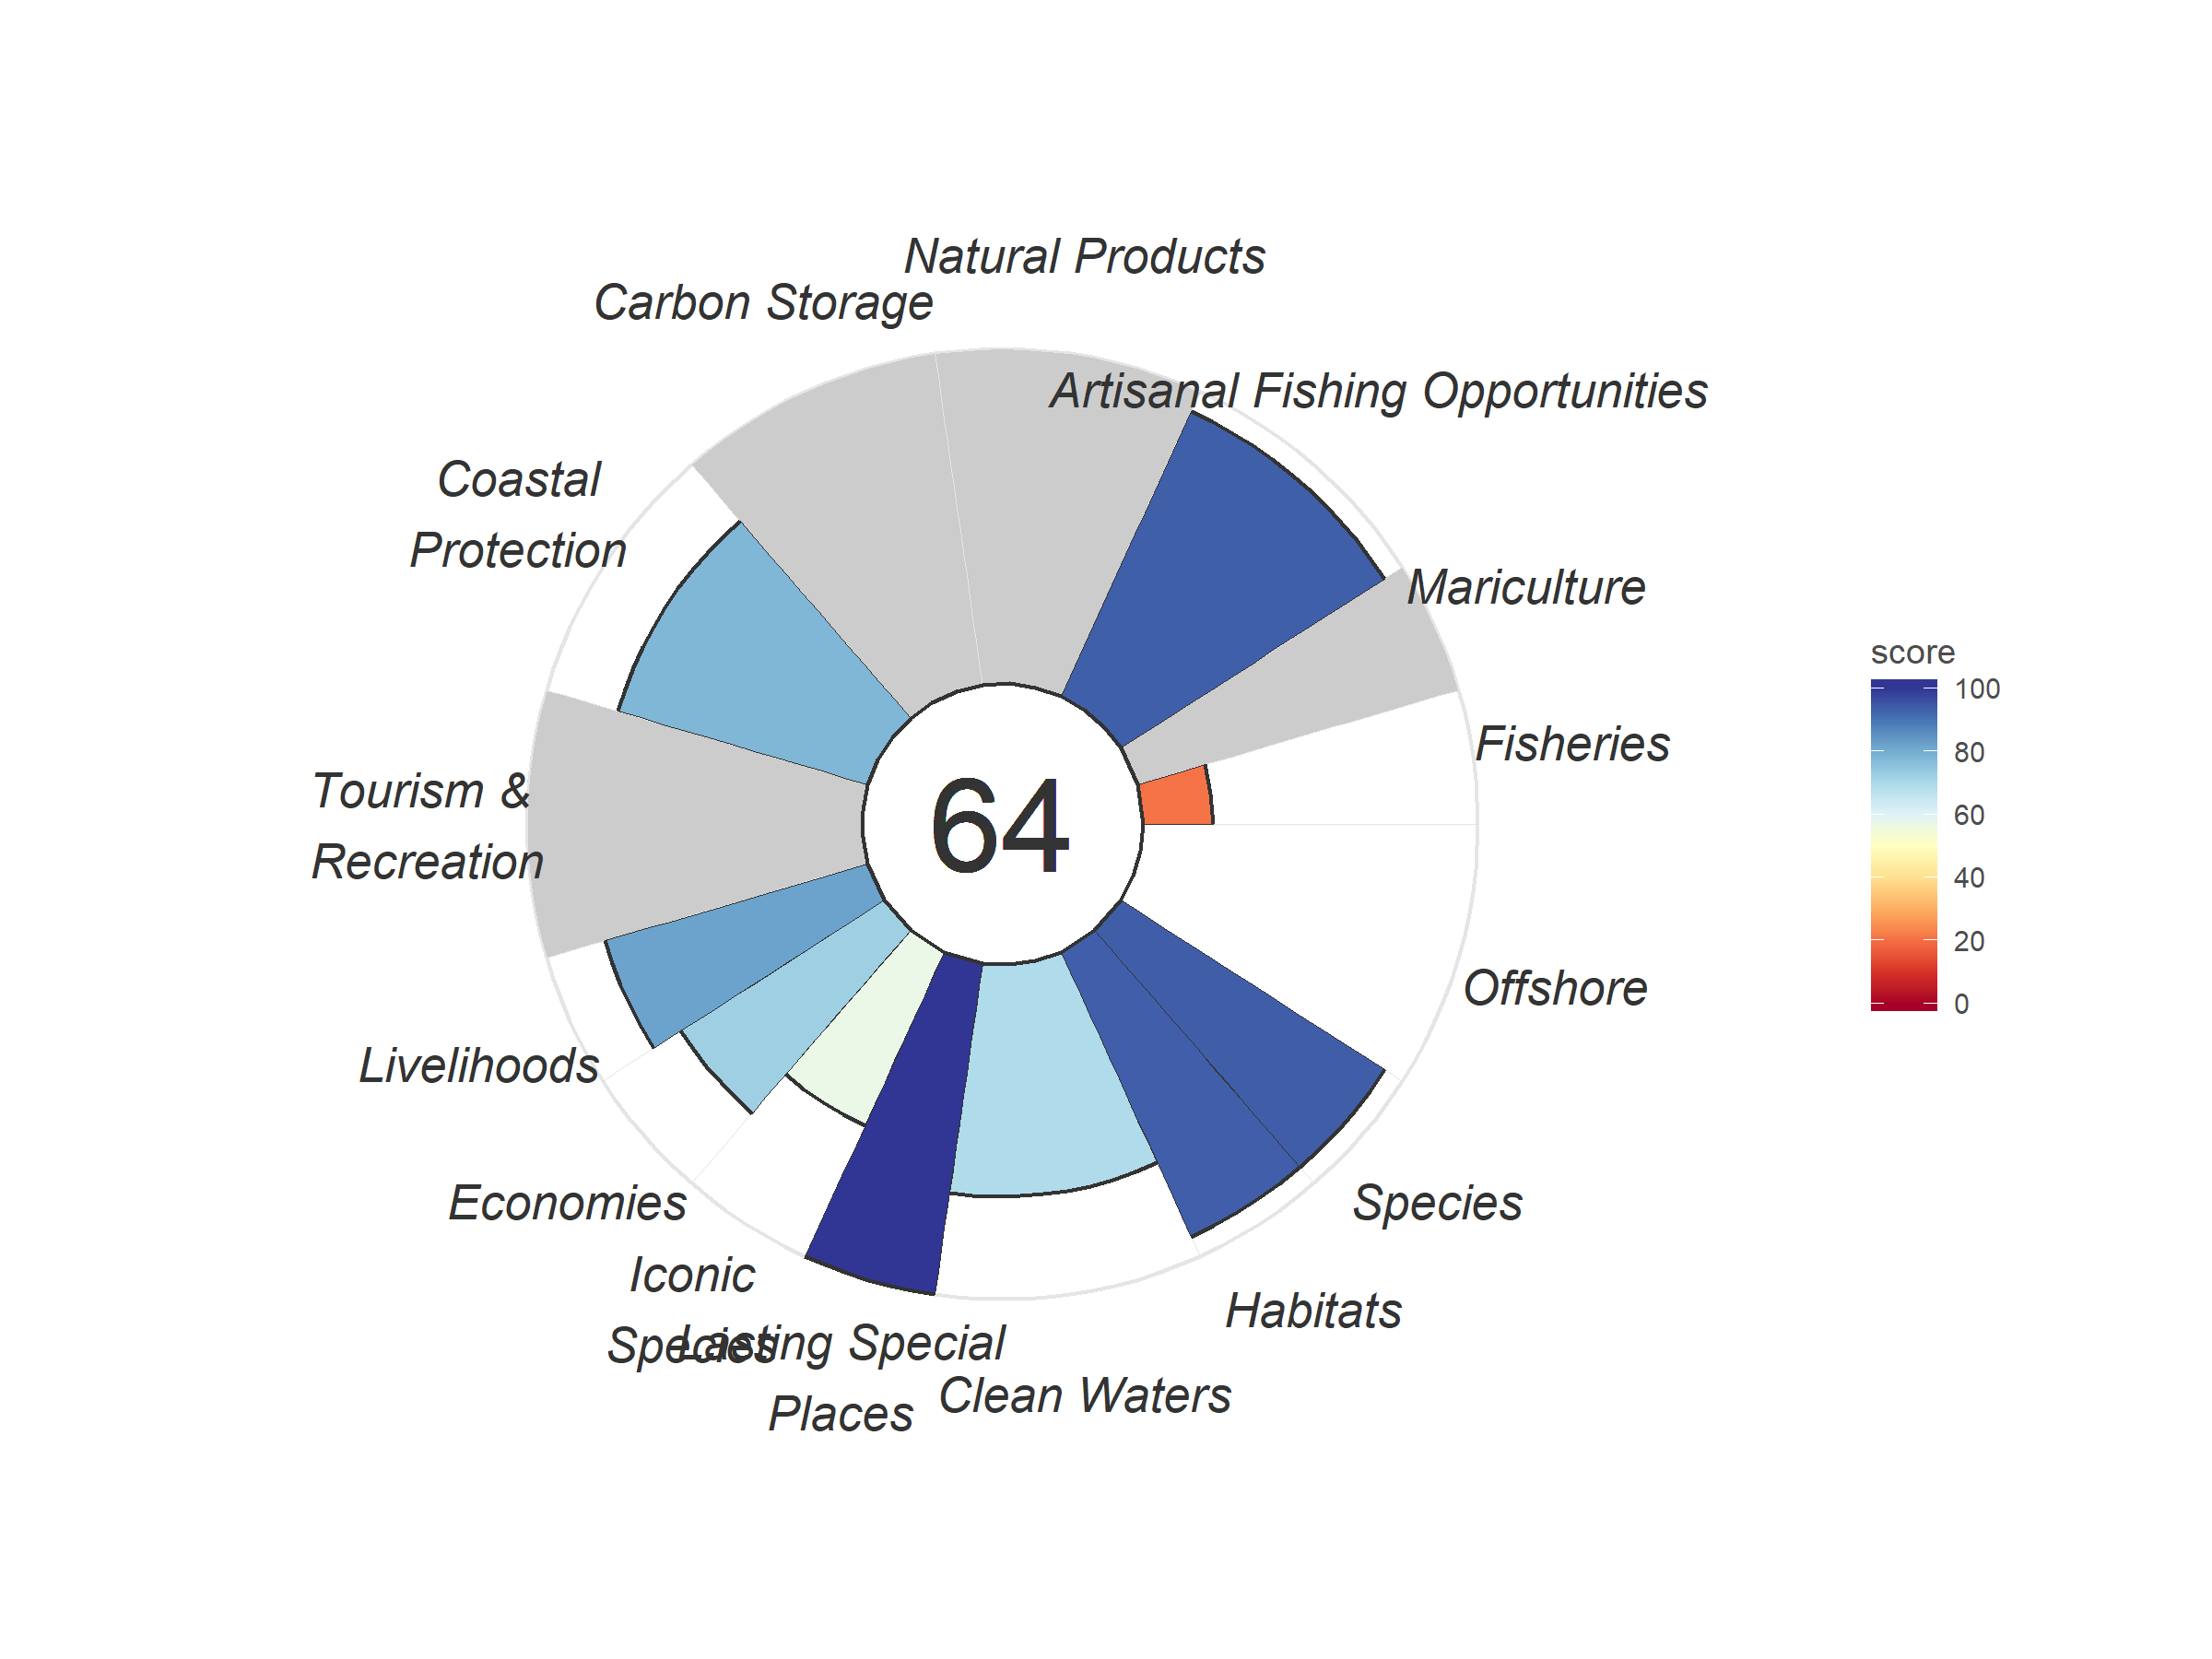 Natural Products
Carbon Storage
Artisanal Fishing Opportunities
Coastal
Protection
Mariculture
Fisheries
Tourism &
Recreation
64
Offshore
Livelihoods
Economies
Species
Iconic
Species
Habitats
Lasting Special
Places
Clean Waters
score
100
80
60
40
20
0